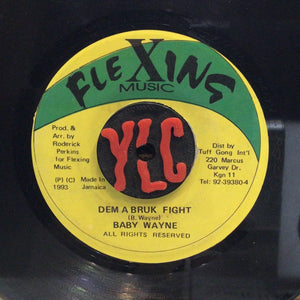 FLEXING
MUSIC
Prod. &
Arr. by
Roderick
Perkins
for Flexing
Music
Dist by
Tuff Gong Int'l
220 Marcus
Garvey Dr.
Kgn 11
Tel: 92-39380-4
YLC
(P) (C) Made In
1993 Jamaica
DEM A BRUK FIGHT
(B. Wayne)
BABY WAYNE
ALL RIGHTS RESERVED